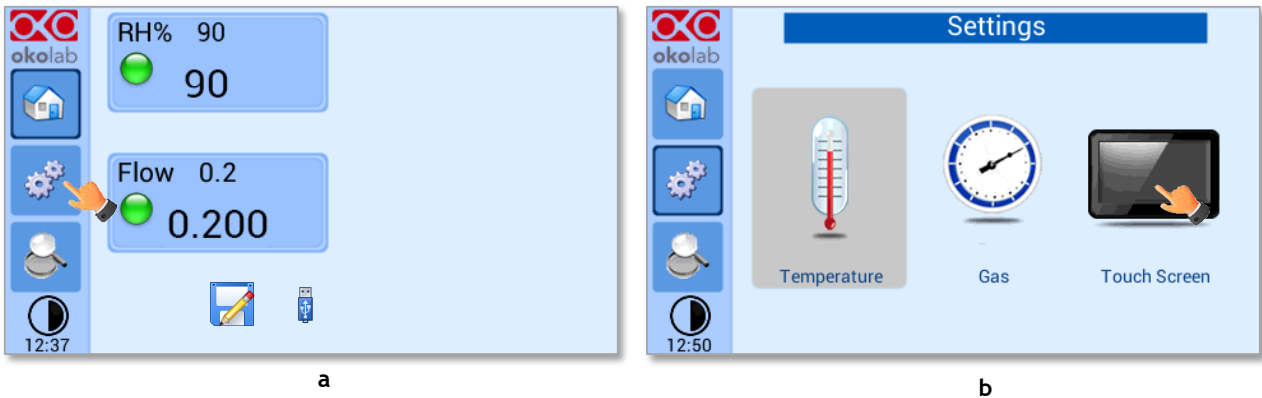 okolab
RH% 90
90
Flow 0.2
0.200
12:37
a
okolab
Settings
Temperature
Gas
Touch Screen
12:50
b